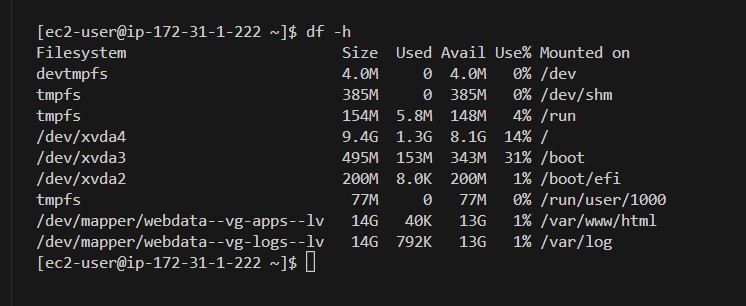 [ec2-user@ip-172-31-1-222 ~]$ df -h
Filesystem                        Size  Used Avail Use% Mounted on
devtmpfs                          4.0M     0  4.0M   0% /dev
tmpfs                             385M     0  385M   0% /dev/shm
tmpfs                             154M  5.8M  148M   4% /run
/dev/xvda4                        9.4G  1.3G  8.1G  14% /
/dev/xvda3                        495M  153M  343M  31% /boot
/dev/xvda2                        200M  8.0K  200M   1% /boot/efi
tmpfs                              77M     0   77M   0% /run/user/1000
/dev/mapper/webdata--vg-apps--lv   14G   40K   13G   1% /var/www/html
/dev/mapper/webdata--vg-logs--lv   14G  792K   13G   1% /var/log
[ec2-user@ip-172-31-1-222 ~]$